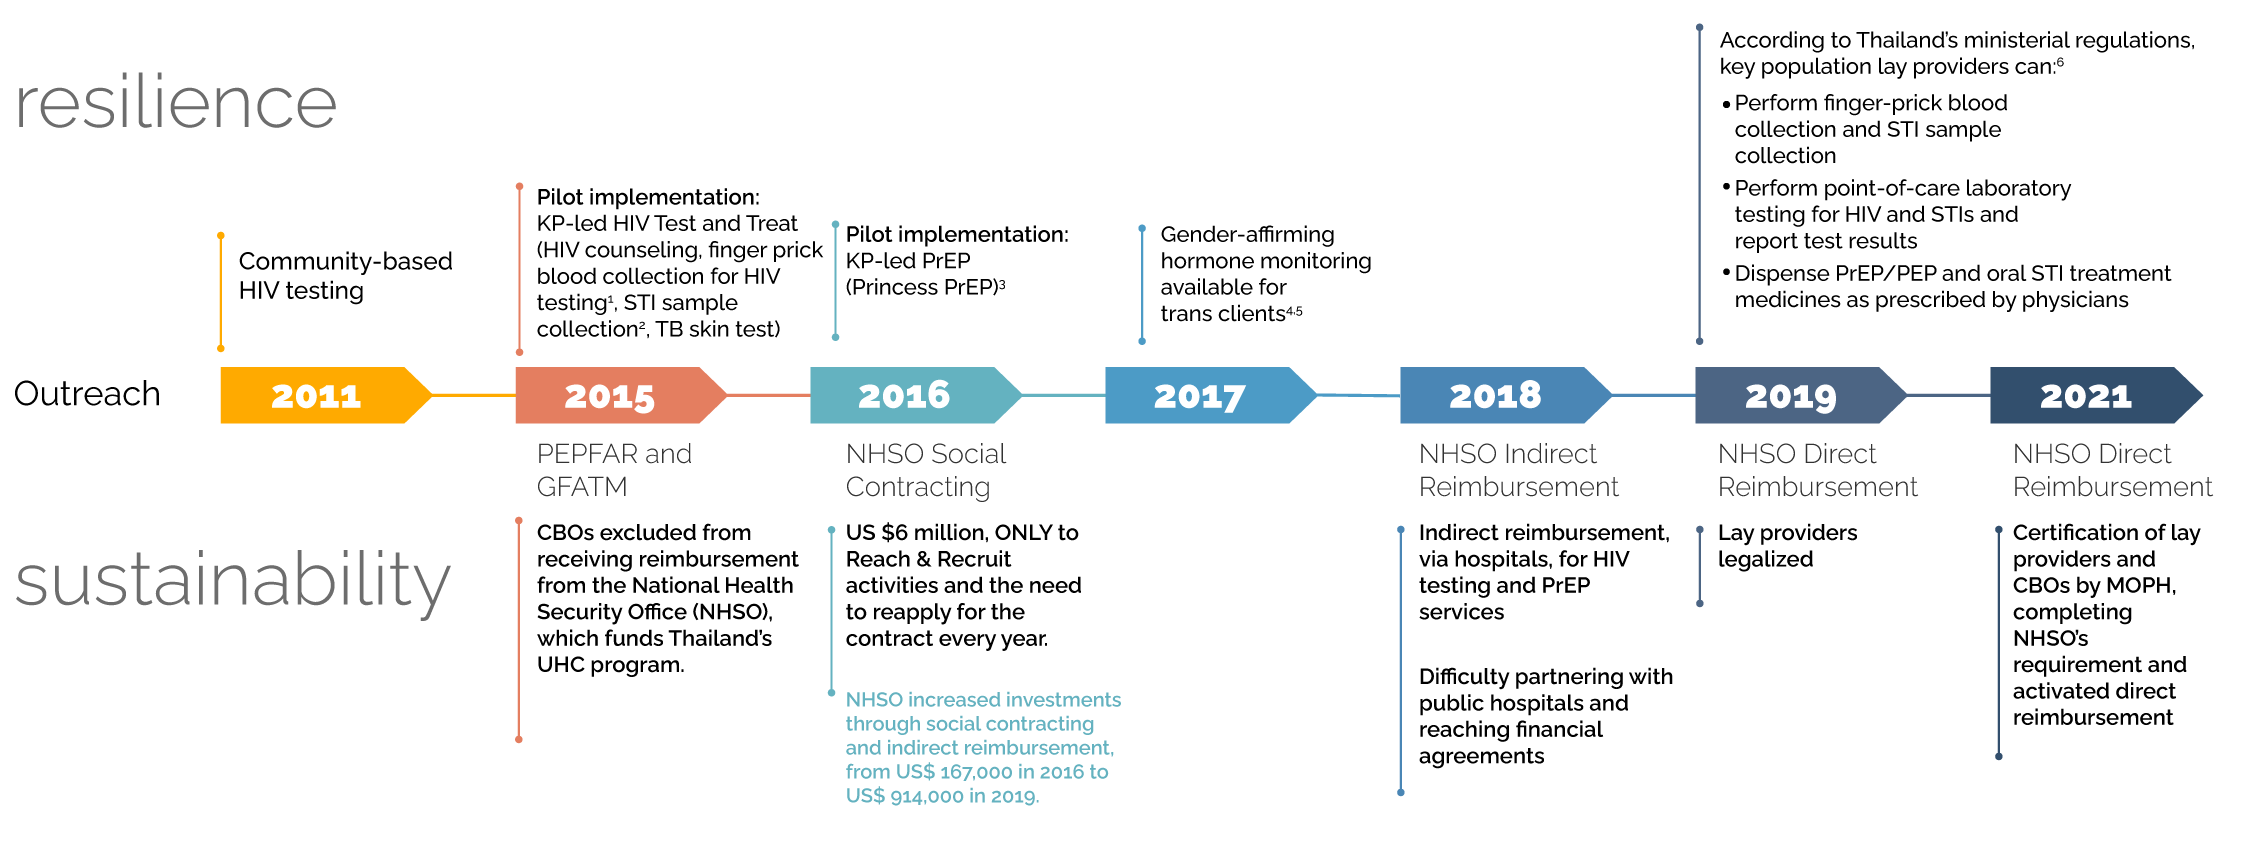 resilience
Community-based
HIV testing
Pilot implementation:
KP-led HIV Test and Treat
(HIV counseling, finger prick
blood collection for HIV
testing¹, STI sample
collection², TB skin test)
Pilot implementation:
KP-led PrEP
(Princess PrEP)³
Gender-affirming
hormone monitoring
available for
trans clients⁴·⁵
According to Thailand's ministerial regulations,
key population lay providers can:⁶
• Perform finger-prick blood
collection and STI sample
collection
• Perform point-of-care laboratory
testing for HIV and STIs and
report test results
• Dispense PrEP/PEP and oral STI treatment
medicines as prescribed by physicians
Outreach
2011
2015
2016
2017
2018
2019
2021
sustainability
PEPFAR and
GFATM
CBOs excluded from
receiving reimbursement
from the National Health
Security Office (NHSO),
which funds Thailand's
UHC program.
NHSO Social
Contracting
US $6 million, ONLY to
Reach & Recruit
activities and the need
to reapply for the
contract every year.
NHSO increased investments
through social contracting
and indirect reimbursement,
from US$ 167,000 in 2016 to
US$ 914,000 in 2019.
NHSO Indirect
Reimbursement
Indirect reimbursement,
via hospitals, for HIV
testing and PrEP
services
Difficulty partnering with
public hospitals and
reaching financial
agreements
NHSO Direct
Reimbursement
Lay providers
legalized
NHSO Direct
Reimbursement
Certification of lay
providers and
CBOs by MOPH,
completing
NHSO's
requirement and
activated direct
reimbursement